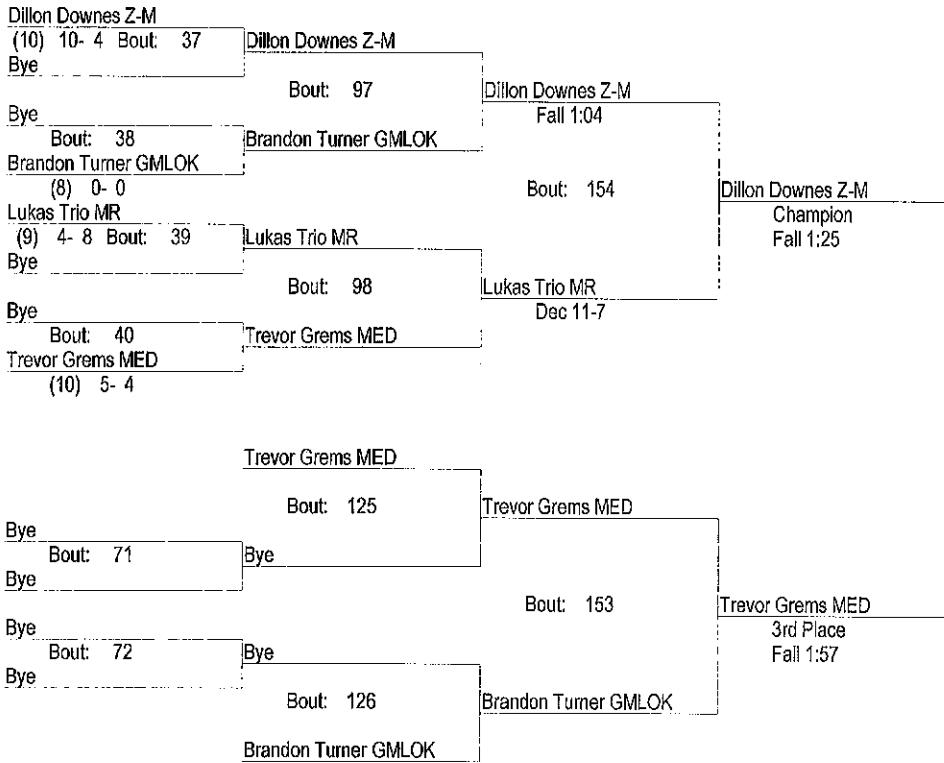 Dillon Downes Z-M
(10) 10- 4 Bout: 37
Bye
Dillon Downes Z-M
Bout: 97
Bye
Bout: 38
Brandon Turner GMLOK
(8) 0- 0
Brandon Turner GMLOK
Dillon Downes Z-M
Fall 1:04
Bout: 154
Lukas Trio MR
(9) 4- 8 Bout: 39
Bye
Lukas Trio MR
Bout: 98
Bye
Bout: 40
Trevor Grems MED
(10) 5- 4
Trevor Grems MED
Lukas Trio MR
Dec 11-7
Dillon Downes Z-M
Champion
Fall 1:25
Trevor Grems MED
Bout: 125
Bye
Bout: 71
Bye
Bye
Trevor Grems MED
Bout: 153
Bye
Bout: 72
Bye
Bye
Bout: 126
Brandon Turner GMLOK
Brandon Turner GMLOK
Trevor Grems MED
3rd Place
Fall 1:57